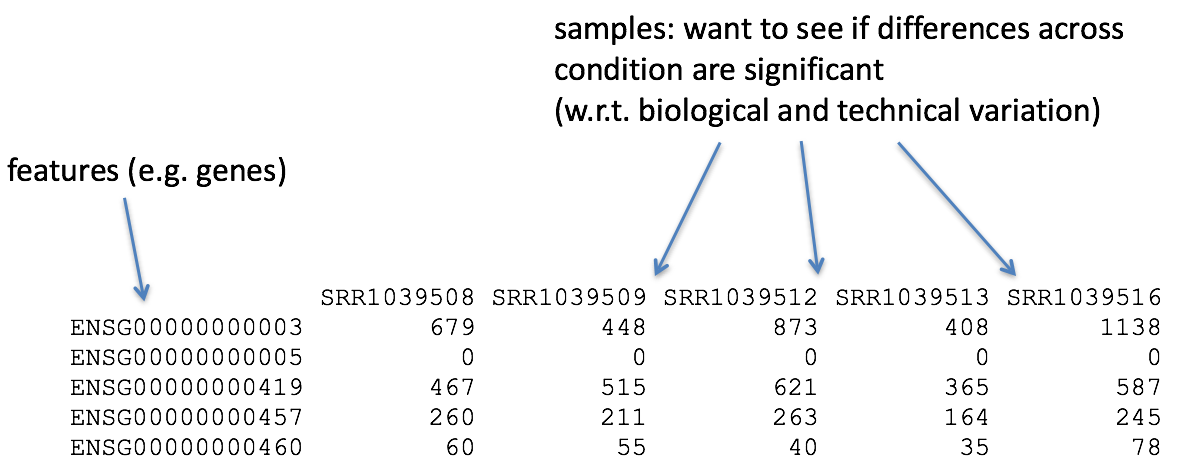 samples: want to see if differences across
condition are significant
(w.r.t. biological and technical variation)
features (e.g. genes)
SRR1039508 SRR1039509 SRR1039512 SRR1039513 SRR1039516
ENSG00000000003 679 448 873 408 1138
ENSG00000000005 0 0 0 0 0
ENSG00000000419 467 515 621 365 587
ENSG00000000457 260 211 263 164 245
ENSG00000000460 60 55 40 35 78